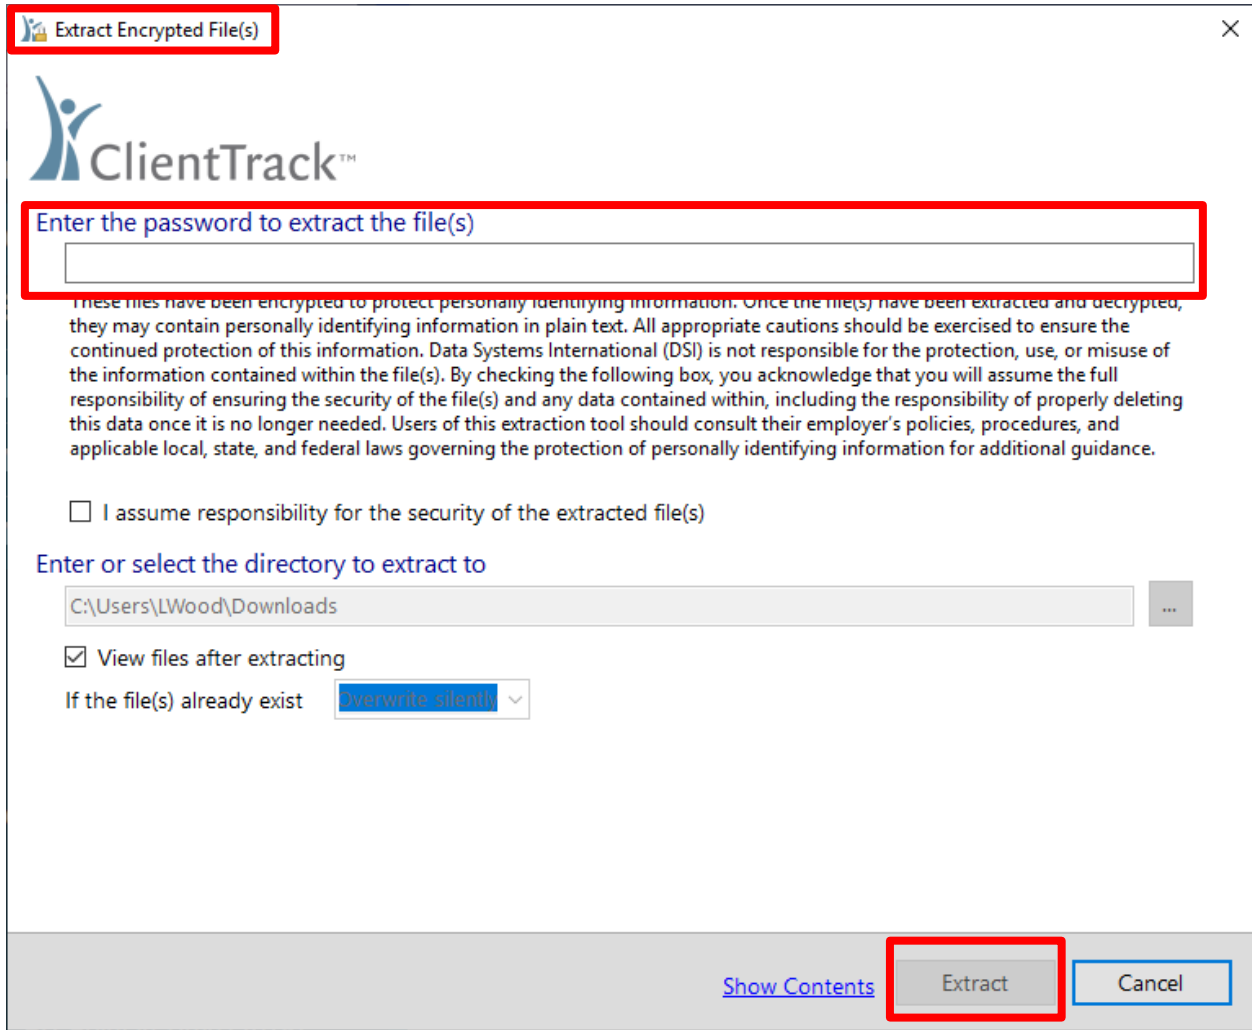 Extract Encrypted File(s)
ClientTrack™
Enter the password to extract the file(s)
These files have been encrypted to protect personally identifying information. Once the file(s) have been extracted and decrypted,
they may contain personally identifying information in plain text. All appropriate cautions should be exercised to ensure the
continued protection of this information. Data Systems International (DSI) is not responsible for the protection, use, or misuse of
the information contained within the file(s). By checking the following box, you acknowledge that you will assume the full
responsibility of ensuring the security of the file(s) and any data contained within, including the responsibility of properly deleting
this data once it is no longer needed. Users of this extraction tool should consult their employer's policies, procedures, and
applicable local, state, and federal laws governing the protection of personally identifying information for additional guidance.
I assume responsibility for the security of the extracted file(s)
Enter or select the directory to extract to
C:\Users\LWood\Downloads
...
View files after extracting
If the file(s) already exist Overwrite silently
Show Contents Extract Cancel